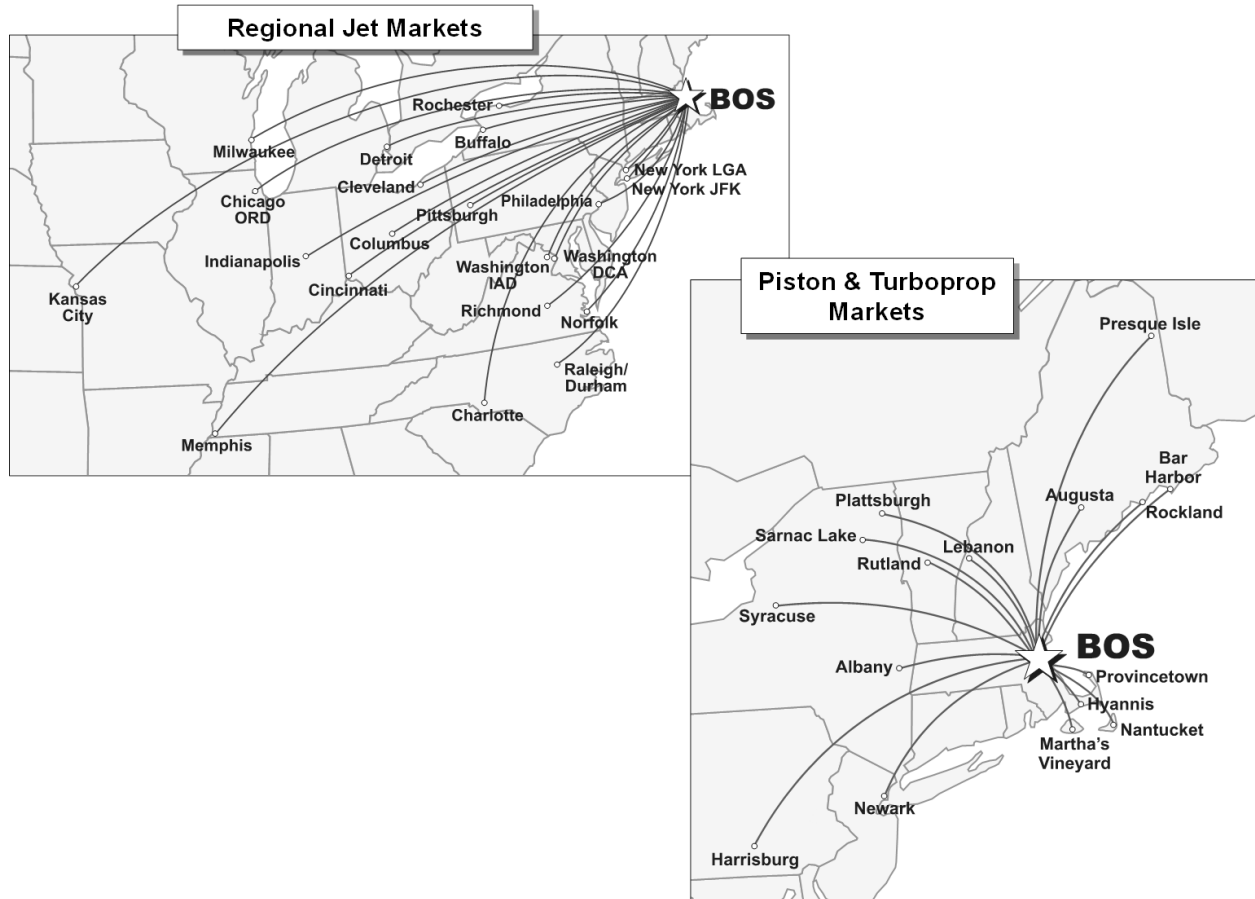 Regional Jet Markets
BOS
Rochester
Milwaukee
Detroit
Buffalo
Cleveland
New York LGA
New York JFK
Chicago
ORD
Pittsburgh
Philadelphia
Columbus
Indianapolis
Washington
IAD
Washington
DCA
Kansas
City
Cincinnati
Richmond
Norfolk
Raleigh/
Durham
Charlotte
Memphis
Piston & Turboprop
Markets
Presque Isle
Bar
Harbor
Augusta
Rockland
Plattsburgh
Sarnac Lake
Lebanon
Rutland
Syracuse
BOS
Albany
Provincetown
Hyannis
Nantucket
Martha's
Vineyard
Newark
Harrisburg